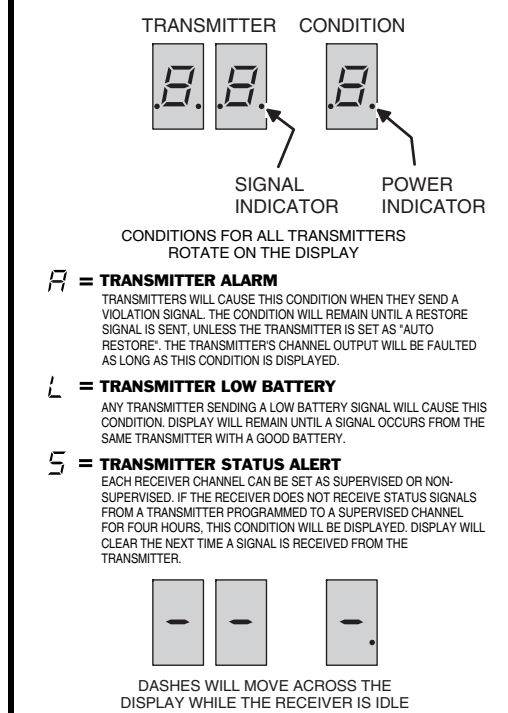 TRANSMITTER CONDITION
8. 8. 8.
SIGNAL INDICATOR
POWER INDICATOR
CONDITIONS FOR ALL TRANSMITTERS
ROTATE ON THE DISPLAY
A = TRANSMITTER ALARM
TRANSMITTERS WILL CAUSE THIS CONDITION WHEN THEY SEND A
VIOLATION SIGNAL. THE CONDITION WILL REMAIN UNTIL A RESTORE
SIGNAL IS SENT, UNLESS THE TRANSMITTER IS SET AS "AUTO
RESTORE". THE TRANSMITTER'S CHANNEL OUTPUT WILL BE FAULTED
AS LONG AS THIS CONDITION IS DISPLAYED.
L = TRANSMITTER LOW BATTERY
ANY TRANSMITTER SENDING A LOW BATTERY SIGNAL WILL CAUSE THIS
CONDITION. DISPLAY WILL REMAIN UNTIL A SIGNAL OCCURS FROM THE
SAME TRANSMITTER WITH A GOOD BATTERY.
S = TRANSMITTER STATUS ALERT
EACH RECEIVER CHANNEL CAN BE SET AS SUPERVISED OR NON-
SUPERVISED. IF THE RECEIVER DOES NOT RECEIVE STATUS SIGNALS
FROM A TRANSMITTER PROGRAMMED TO A SUPERVISED CHANNEL
FOR FOUR HOURS, THIS CONDITION WILL BE DISPLAYED. DISPLAY WILL
CLEAR THE NEXT TIME A SIGNAL IS RECEIVED FROM THE
TRANSMITTER.
- - -.
DASHES WILL MOVE ACROSS THE
DISPLAY WHILE THE RECEIVER IS IDLE